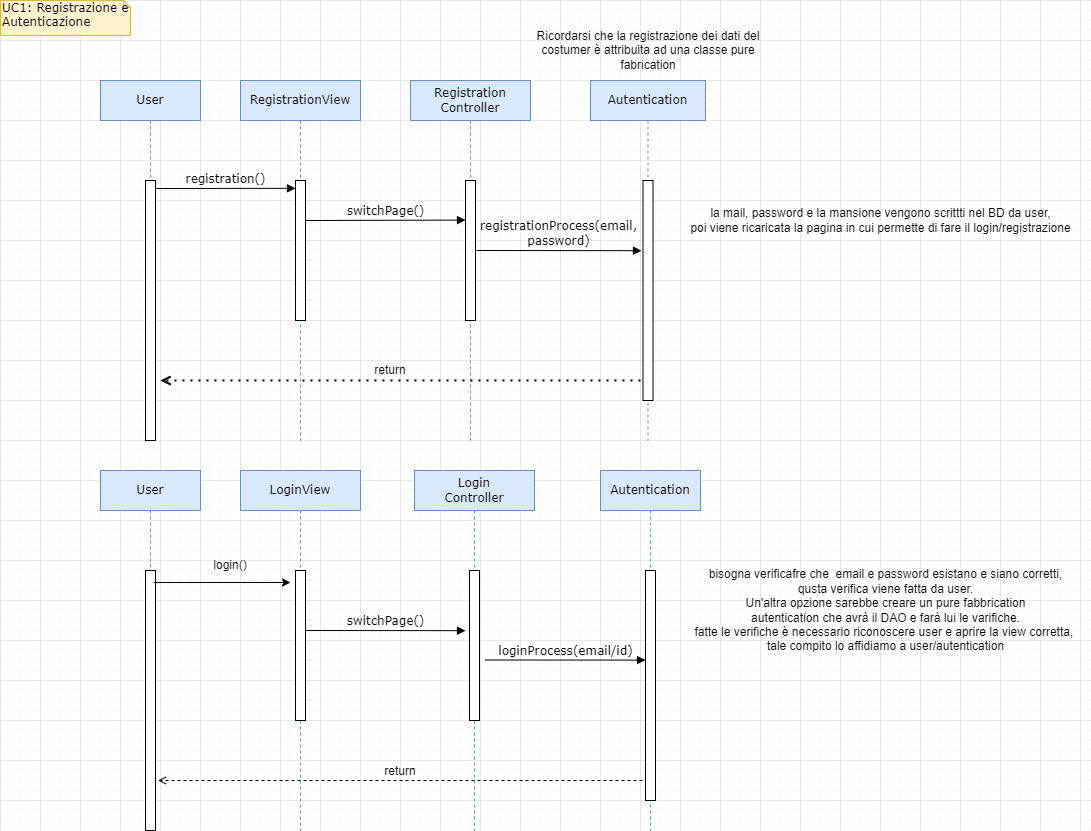 UC1: Registrazione e
Autenticazione
Ricordarsi che la registrazione dei dati del
costumer è attribuita ad una classe pure
fabrication
User
RegistrationView
Registration
Controller
Autentication
registration()
switchPage()
registrationProcess(email,
password)
la mail, password e la mansione vengono scrittti nel BD da user,
poi viene ricaricata la pagina in cui permette di fare il login/registrazione
return
User
LoginView
Login
Controller
Autentication
login()
switchPage()
loginProcess(email/id)
bisogna verificafre che  email e password esistano e siano corretti,
qusta verifica viene fatta da user.
Un'altra opzione sarebbe creare un pure fabbrication
autentication che avrà il DAO e farà lui le varifiche.
fatte le verifiche è necessario riconoscere user e aprire la view corretta,
tale compito lo affidiamo a user/autentication
return